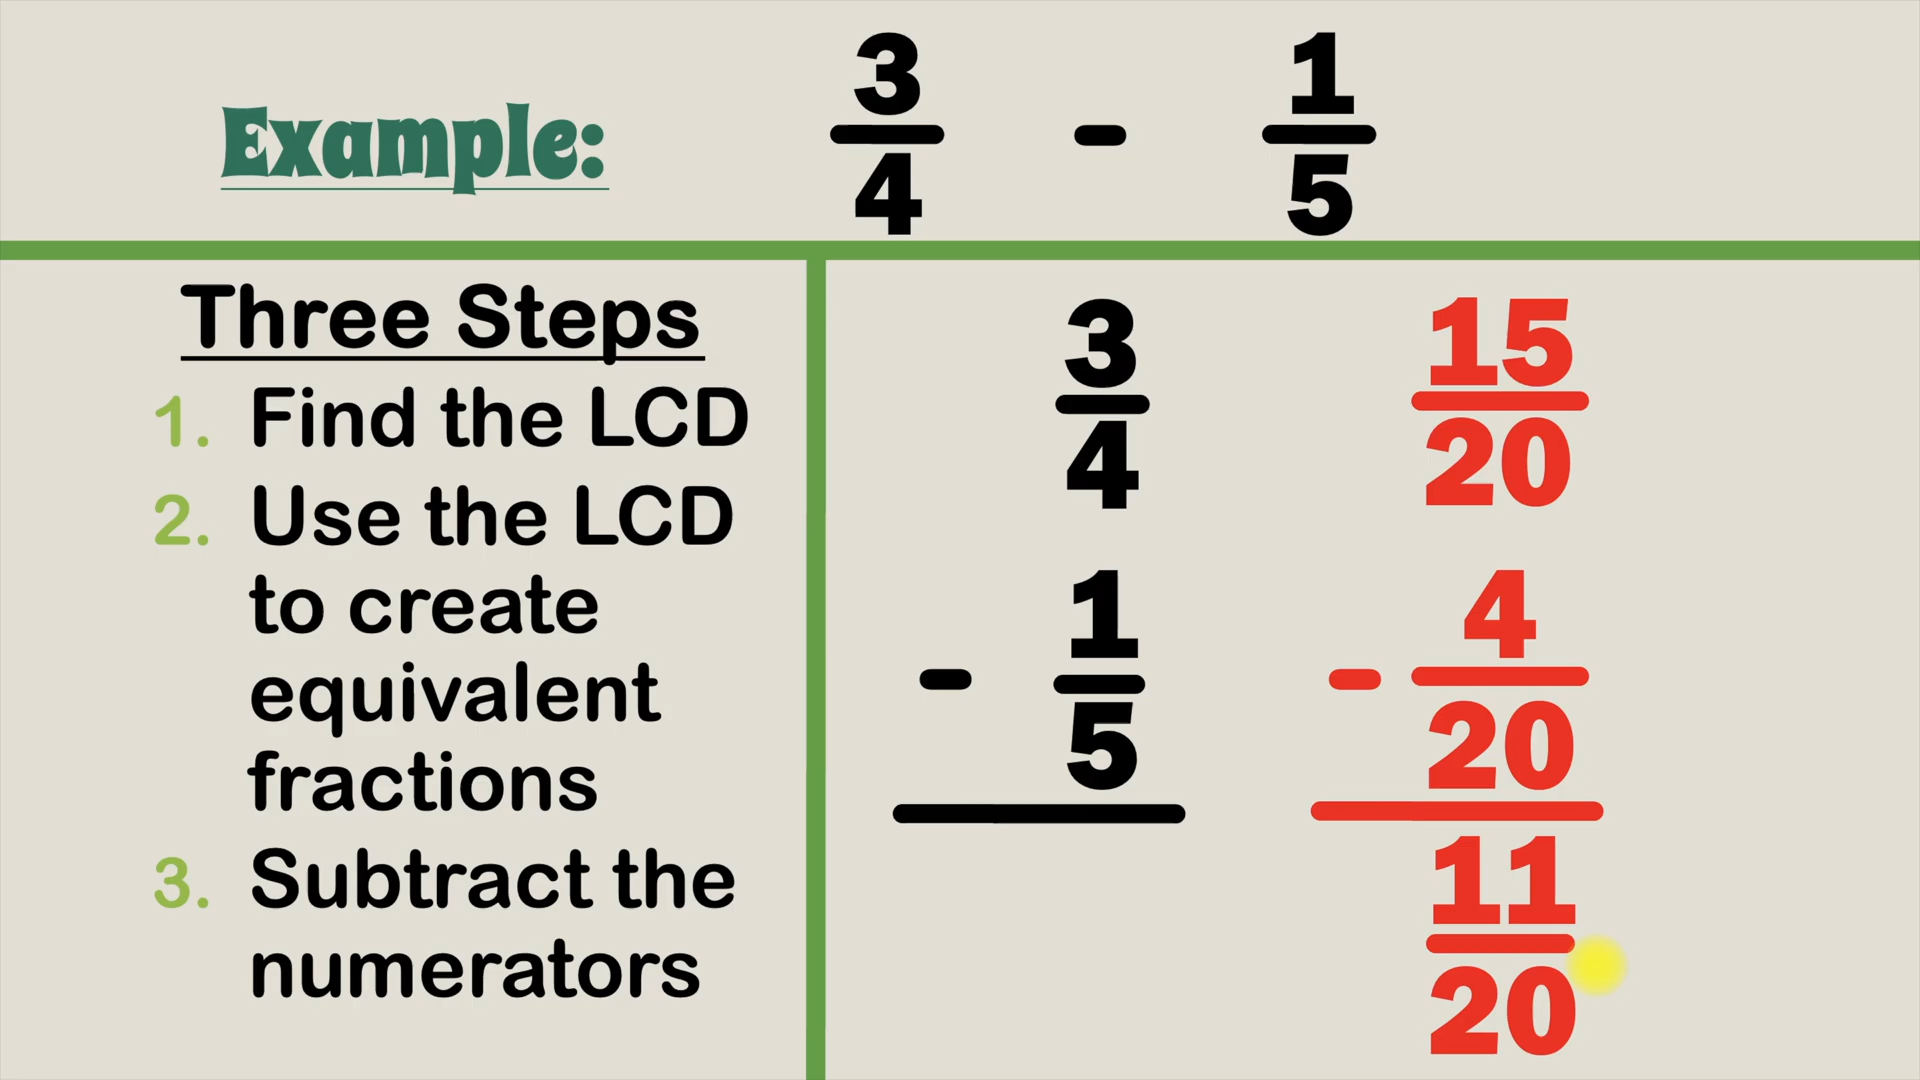 Example:
3/4 - 1/5
Three Steps
1. Find the LCD
2. Use the LCD
to create
equivalent
fractions
3. Subtract the
numerators
3/4 15/20
- 1/5 - 4/20
11/20